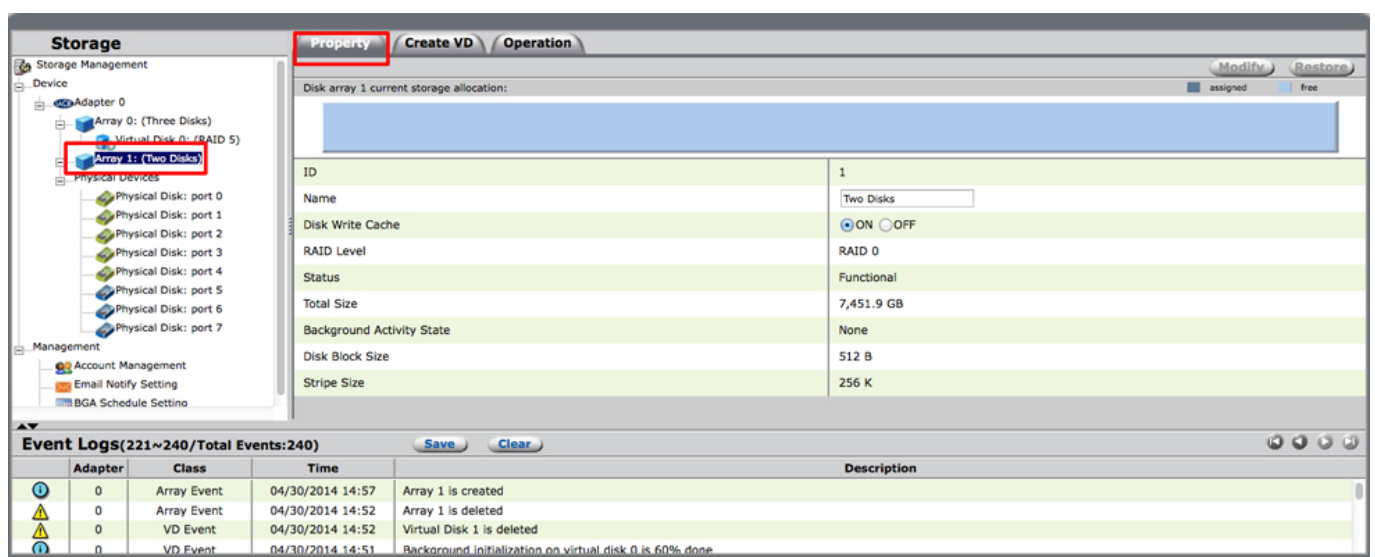 Storage
Property Create VD Operation
Storage Management
Modify Restore
Device
Disk array 1 current storage allocation: assigned free
Adapter 0
Array 0: (Three Disks)
Virtual Disk 0: (RAID 5)
Array 1: (Two Disks)
Physical Devices
Physical Disk: port 0
Physical Disk: port 1
Physical Disk: port 2
Physical Disk: port 3
Physical Disk: port 4
Physical Disk: port 5
Physical Disk: port 6
Physical Disk: port 7
Management
Account Management
Email Notify Setting
BGA Schedule Setting
ID 1
Name Two Disks
Disk Write Cache ON OFF
RAID Level RAID 0
Status Functional
Total Size 7,451.9 GB
Background Activity State None
Disk Block Size 512 B
Stripe Size 256 K
Event Logs(221~240/Total Events:240) Save Clear
Adapter Class Time Description
0 Array Event 04/30/2014 14:57 Array 1 is created
0 Array Event 04/30/2014 14:52 Array 1 is deleted
0 VD Event 04/30/2014 14:52 Virtual Disk 1 is deleted
0 VD Event 04/30/2014 14:51 Background initialization on virtual disk 0 is 60% done